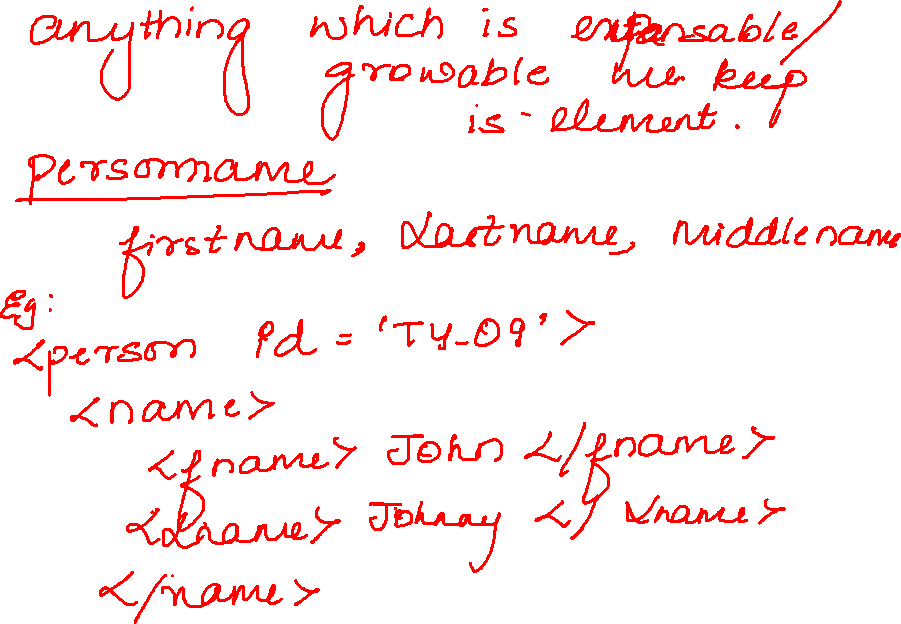 anything which is expansable/
growable we keep
is - element.
personname
firstname, Lastname, Middlename
Eg:
<person id = 'TY-09'>
<name>
<fname> John </fname>
<Lname> Johnny </Lname>
</name>